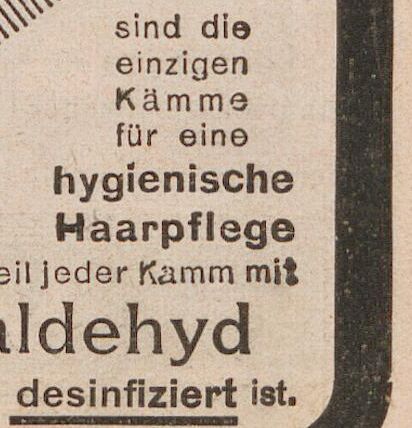 sind die
einzigen
Kämme
für eine
hygienische
Haarpflege
eil jeder Kamm mit
aldehyd
desinfiziert ist.